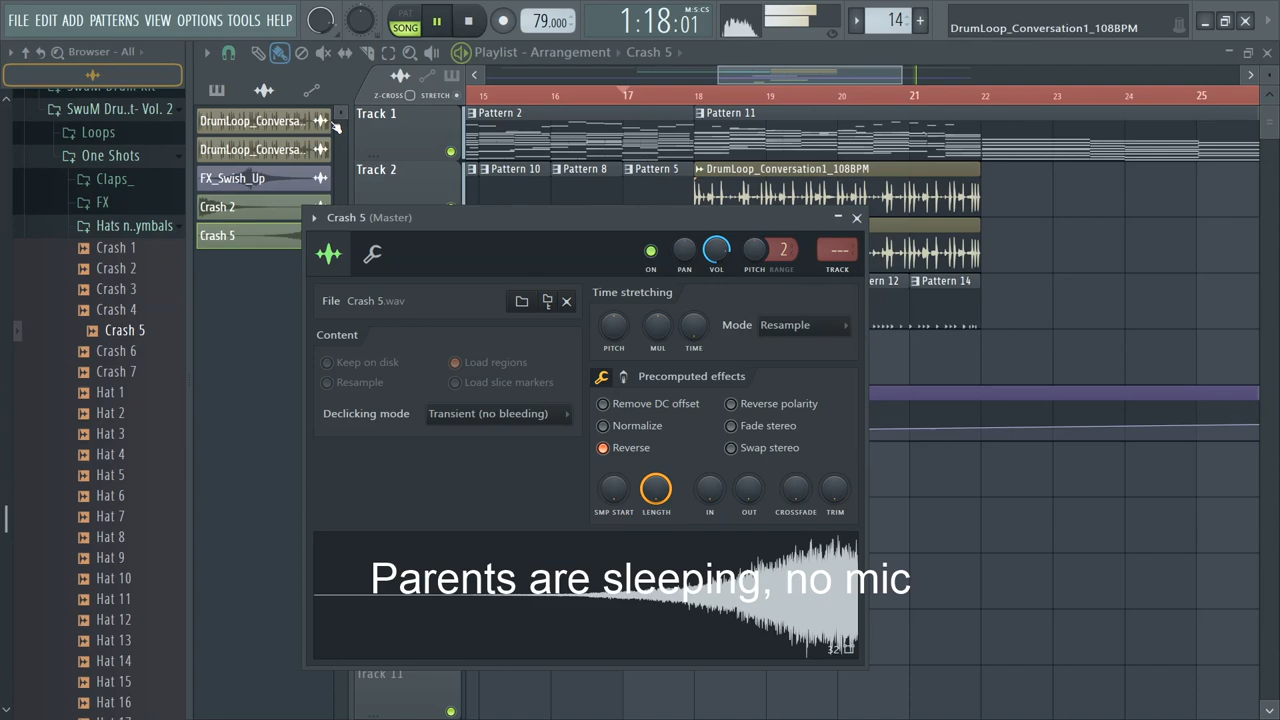 FILE EDIT ADD PATTERNS VIEW OPTIONS TOOLS HELP
PAT
SONG
79.000
1:18:01
14
DrumLoop_Conversation1_108BPM
Browser - All
Playlist - Arrangement Crash 5
SwuM Dru..t- Vol. 2
Loops
One Shots
Claps_
FX
Hats n..ymbals
Crash 1
Crash 2
Crash 3
Crash 4
Crash 5
Crash 6
Crash 7
Hat 1
Hat 2
Hat 3
Hat 4
Hat 5
Hat 6
Hat 7
Hat 8
Hat 9
Hat 10
Hat 11
Hat 12
Hat 13
Hat 14
Hat 15
Hat 16
DrumLoop_Conversa..
DrumLoop_Conversa..
FX_Swish_Up
Crash 2
Crash 5
Z-CROSS STRETCH
15 16 17 18 19 20 21 22 23 24 25
Track 1
Pattern 2
Pattern 11
Track 2
Pattern 10
Pattern 8
Pattern 5
DrumLoop_Conversation1_108BPM
ern 12
Pattern 14
Track 11
Crash 5 (Master)
ON PAN VOL PITCH RANGE TRACK
2
---
File Crash 5.wav
Content
Keep on disk
Load regions
Resample
Load slice markers
Declicking mode
Transient (no bleeding)
Time stretching
PITCH MUL TIME
Mode Resample
Precomputed effects
Remove DC offset
Reverse polarity
Normalize
Fade stereo
Reverse
Swap stereo
SMP START LENGTH IN OUT CROSSFADE TRIM
Parents are sleeping, no mic
32